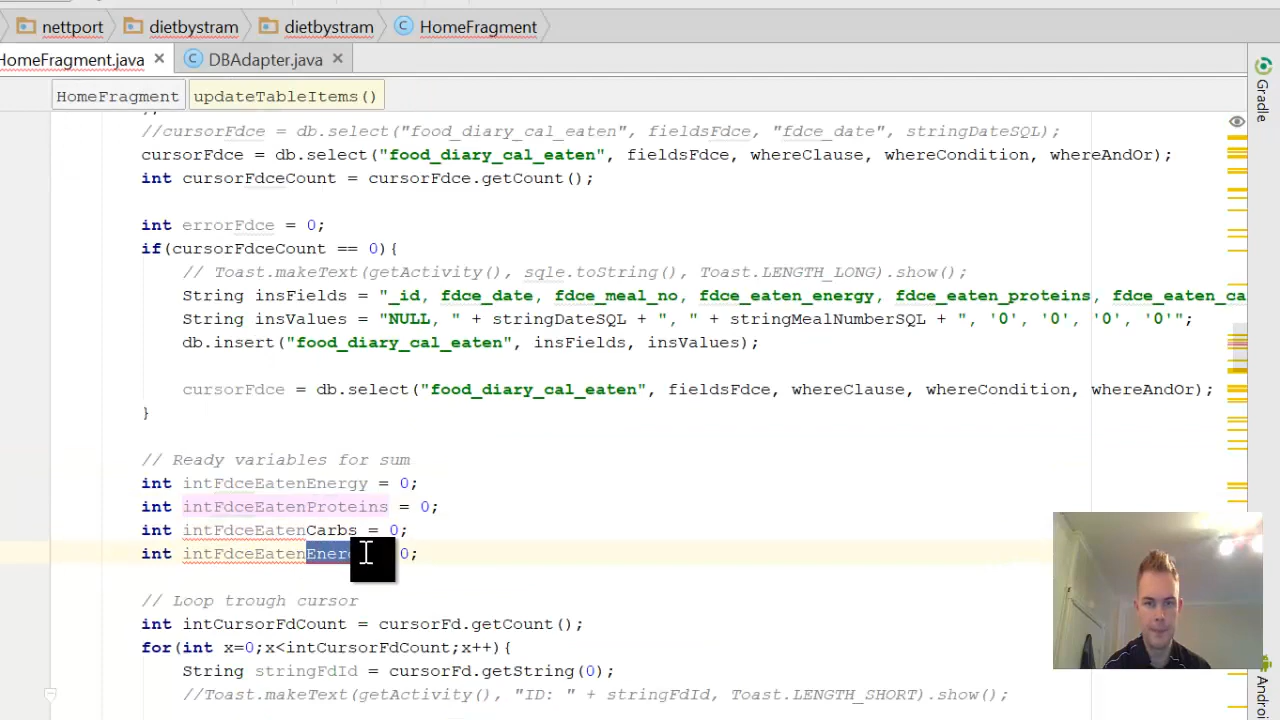 nettport dietbystram dietbystram HomeFragment
HomeFragment.java DBAdapter.java
HomeFragment updateTableItems()
//cursorFdce = db.select("food_diary_cal_eaten", fieldsFdce, "fdce_date", stringDateSQL);
cursorFdce = db.select("food_diary_cal_eaten", fieldsFdce, whereClause, whereCondition, whereAndOr);
int cursorFdceCount = cursorFdce.getCount();
int errorFdce = 0;
if(cursorFdceCount == 0){
// Toast.makeText(getActivity(), sqle.toString(), Toast.LENGTH_LONG).show();
String insFields = "_id, fdce_date, fdce_meal_no, fdce_eaten_energy, fdce_eaten_proteins, fdce_eaten_ca
String insValues = "NULL, " + stringDateSQL + ", " + stringMealNumberSQL + ", '0', '0', '0', '0'";
db.insert("food_diary_cal_eaten", insFields, insValues);
cursorFdce = db.select("food_diary_cal_eaten", fieldsFdce, whereClause, whereCondition, whereAndOr);
}
// Ready variables for sum
int intFdceEatenEnergy = 0;
int intFdceEatenProteins = 0;
int intFdceEatenCarbs = 0;
int intFdceEatenEner 0;
// Loop trough cursor
int intCursorFdCount = cursorFd.getCount();
for(int x=0;x<intCursorFdCount;x++){
String stringFdId = cursorFd.getString(0);
//Toast.makeText(getActivity(), "ID: " + stringFdId, Toast.LENGTH_SHORT).show();
Gradle
Andro